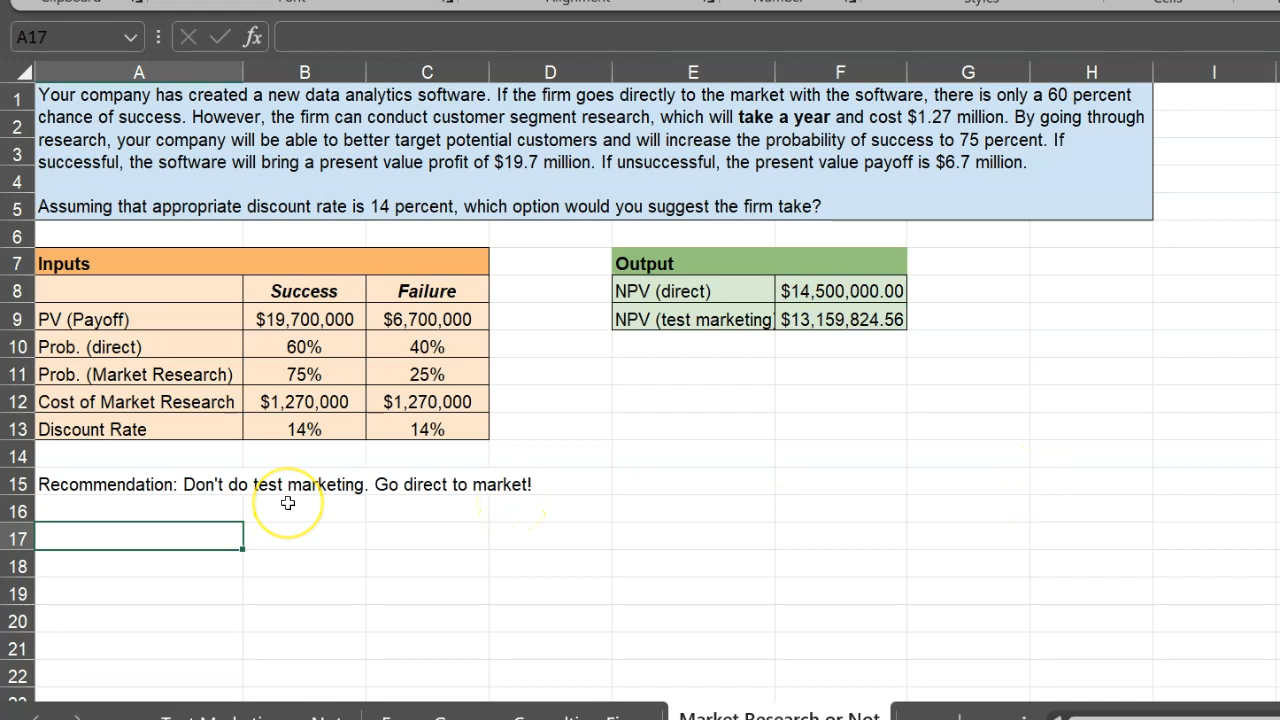 Clipboard Font Alignment Number Styles Cells
A17 fx
A B C D E F G H I
1 Your company has created a new data analytics software. If the firm goes directly to the market with the software, there is only a 60 percent
2 chance of success. However, the firm can conduct customer segment research, which will take a year and cost $1.27 million. By going through
3 research, your company will be able to better target potential customers and will increase the probability of success to 75 percent. If
4 successful, the software will bring a present value profit of $19.7 million. If unsuccessful, the present value payoff is $6.7 million.
5 Assuming that appropriate discount rate is 14 percent, which option would you suggest the firm take?
6
7 Inputs Output
8 Success Failure NPV (direct) $14,500,000.00
9 PV (Payoff) $19,700,000 $6,700,000 NPV (test marketing) $13,159,824.56
10 Prob. (direct) 60% 40%
11 Prob. (Market Research) 75% 25%
12 Cost of Market Research $1,270,000 $1,270,000
13 Discount Rate 14% 14%
14
15 Recommendation: Don't do test marketing. Go direct to market!
16
17
18
19
20
21
22
23
Market Research or Not